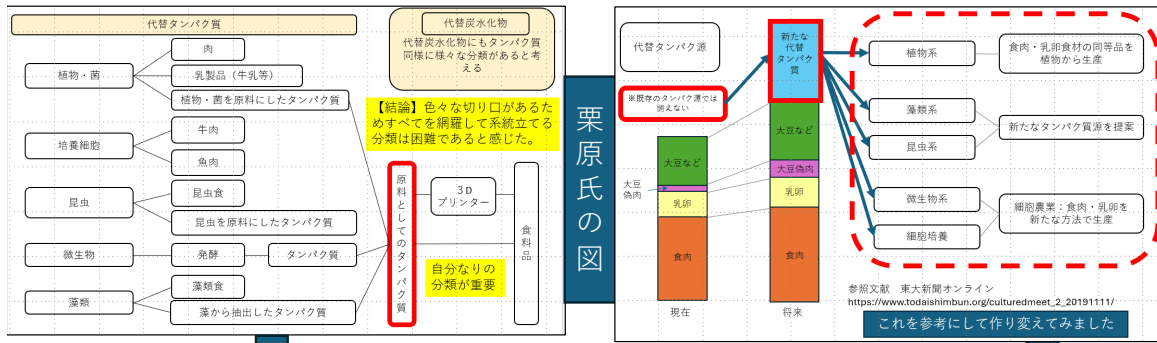 代替タンパク質
植物・菌
肉
乳製品（牛乳等）
植物・菌を原料にしたタンパク質
培養細胞
牛肉
魚肉
昆虫
昆虫食
昆虫を原料にしたタンパク質
微生物
発酵
タンパク質
藻類
藻類食
藻から抽出したタンパク質
代替炭水化物
代替炭水化物にもタンパク質
同様に様々な分類があると考
える
【結論】色々な切り口があるた
めすべてを網羅して系統立てる
分類は困難であると感じた。
原料としてのタンパク質
３D
プリンター
食料品
自分なりの
分類が重要
栗原氏の図
代替タンパク源
※既存のタンパク源では
賄えない
新たな
代替
タンパク
質
大豆など
大豆偽肉
乳卵
食肉
大豆
偽肉
大豆など
乳卵
食肉
現在
将来
植物系
食肉・乳卵食材の同等品を
植物から生産
藻類系
昆虫系
新たなタンパク質源を提案
微生物系
細胞培養
細胞農業：食肉・乳卵を
新たな方法で生産
参照文献　東大新聞オンライン
https://www.todaishimbun.org/culturedmeet_2_20191111/
これを参考にして作り変えてみました